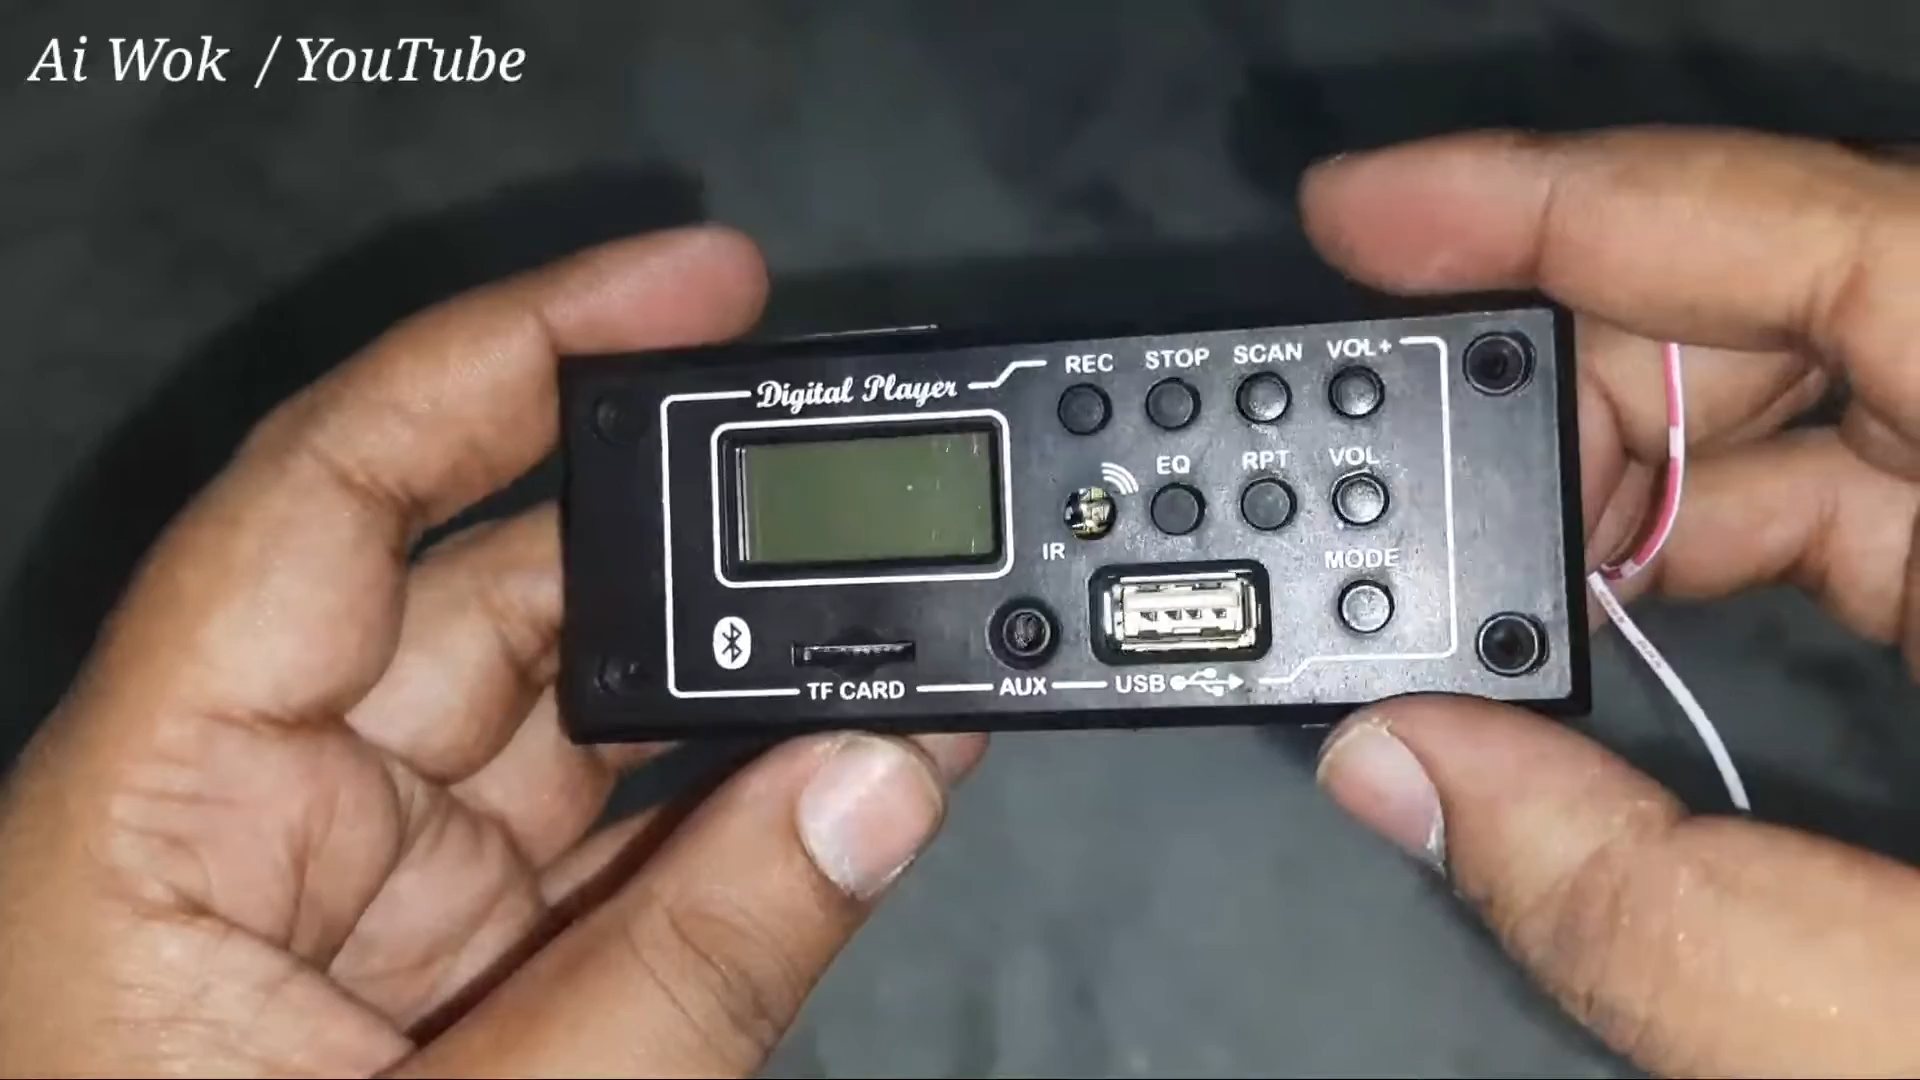 Ai Wok / YouTube
Digital Player
REC STOP SCAN VOL+
EQ RPT VOL
IR
MODE
TF CARD AUX USB